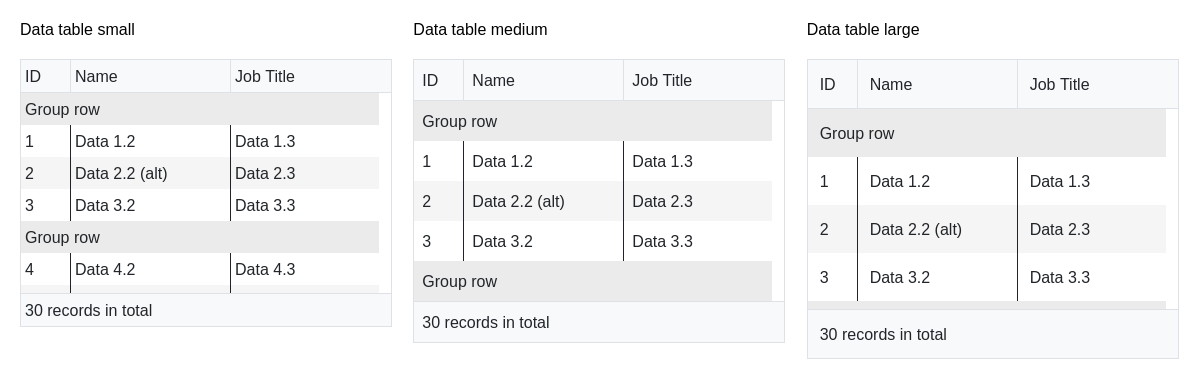 Data table small
ID Name Job Title
Group row
1 Data 1.2 Data 1.3
2 Data 2.2 (alt) Data 2.3
3 Data 3.2 Data 3.3
Group row
4 Data 4.2 Data 4.3
30 records in total
Data table medium
ID Name Job Title
Group row
1 Data 1.2 Data 1.3
2 Data 2.2 (alt) Data 2.3
3 Data 3.2 Data 3.3
Group row
30 records in total
Data table large
ID Name Job Title
Group row
1 Data 1.2 Data 1.3
2 Data 2.2 (alt) Data 2.3
3 Data 3.2 Data 3.3
30 records in total